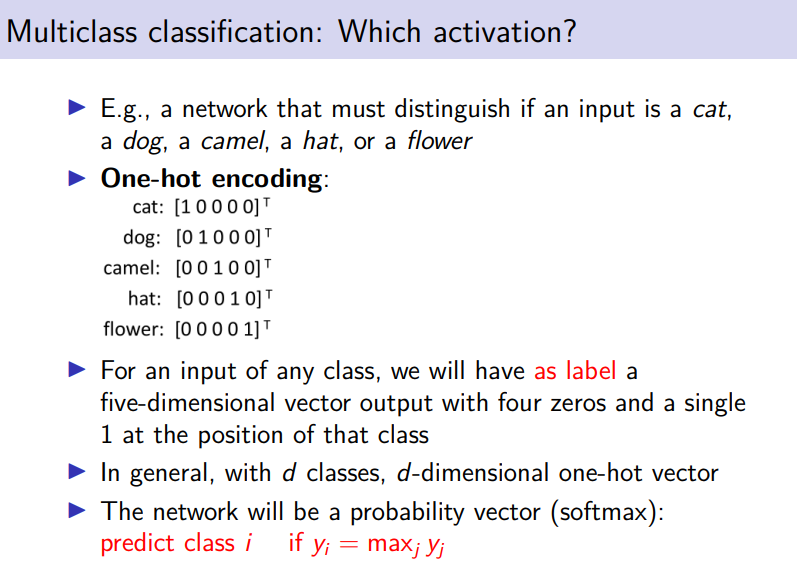 Multiclass classification: Which activation?
▶ E.g., a network that must distinguish if an input is a cat,
a dog, a camel, a hat, or a flower
▶ One-hot encoding:
cat: [1 0 0 0 0]ᵀ
dog: [0 1 0 0 0]ᵀ
camel: [0 0 1 0 0]ᵀ
hat: [0 0 0 1 0]ᵀ
flower: [0 0 0 0 1]ᵀ
▶ For an input of any class, we will have as label a
five-dimensional vector output with four zeros and a single
1 at the position of that class
▶ In general, with d classes, d-dimensional one-hot vector
▶ The network will be a probability vector (softmax):
predict class i if yᵢ = maxⱼ yⱼ